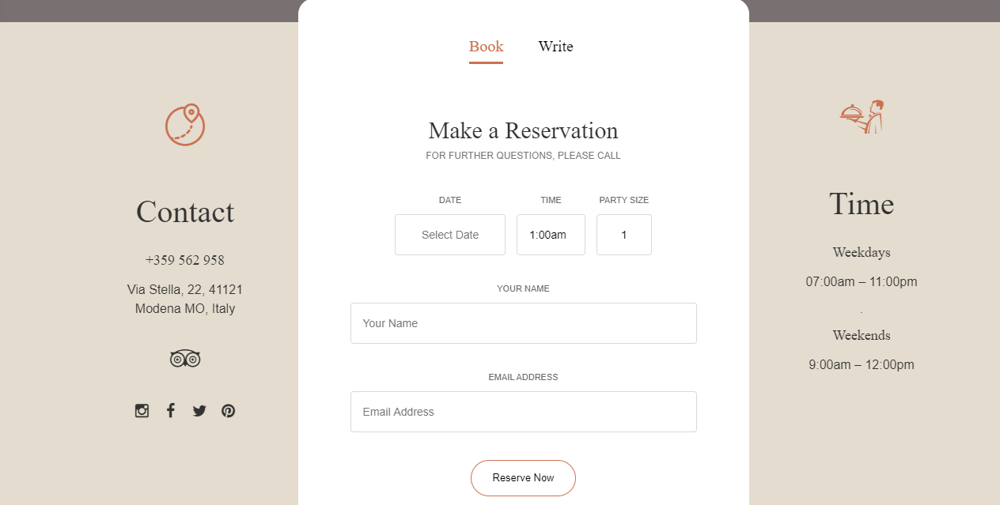 Book Write
Make a Reservation
FOR FURTHER QUESTIONS, PLEASE CALL
DATE TIME PARTY SIZE
Select Date 1:00am 1
YOUR NAME
Your Name
EMAIL ADDRESS
Email Address
Reserve Now
Contact
+359 562 958
Via Stella, 22, 41121
Modena MO, Italy
Time
Weekdays
07:00am – 11:00pm
.
Weekends
9:00am – 12:00pm